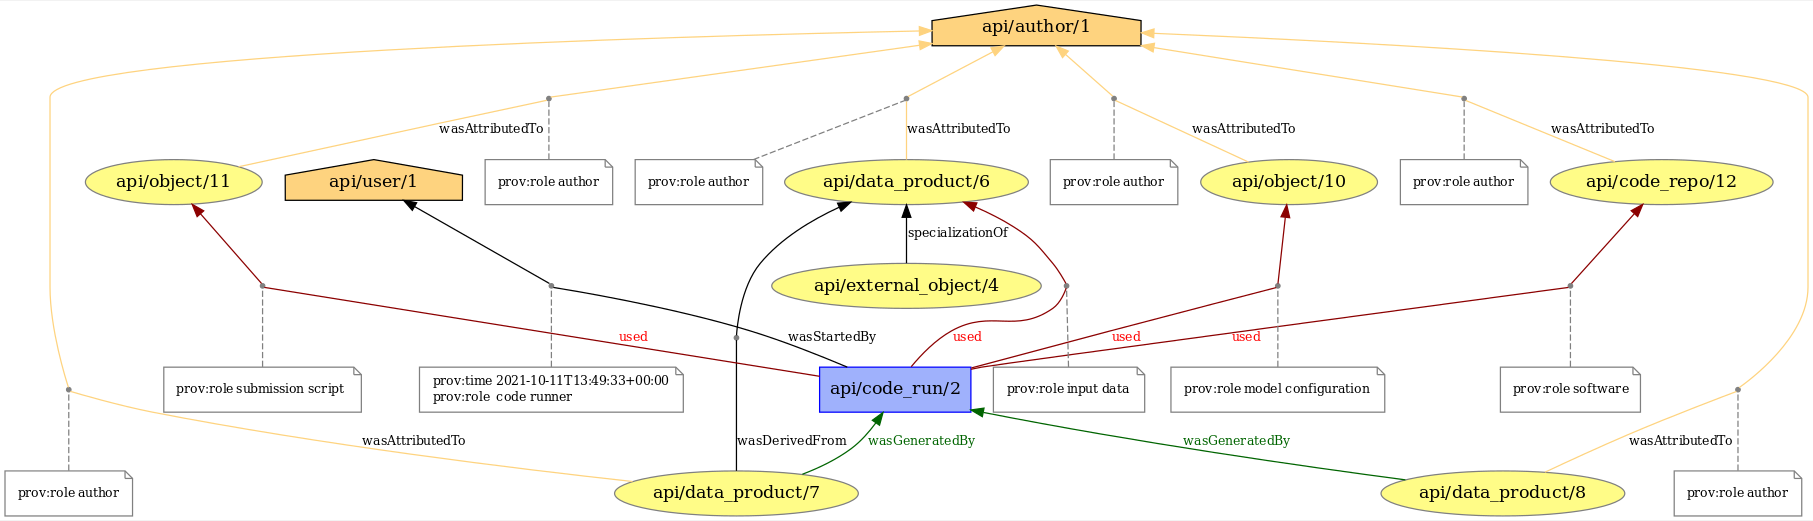 api/author/1
wasAttributedTo
wasAttributedTo
wasAttributedTo
wasAttributedTo
api/object/11
api/user/1
prov:role author
prov:role author
api/data_product/6
prov:role author
api/object/10
prov:role author
api/code_repo/12
specializationOf
api/external_object/4
used
wasStartedBy
used
used
used
prov:role submission script
prov:time 2021-10-11T13:49:33+00:00
prov:role code runner
api/code_run/2
prov:role input data
prov:role model configuration
prov:role software
wasAttributedTo
wasDerivedFrom
wasGeneratedBy
wasGeneratedBy
wasAttributedTo
prov:role author
api/data_product/7
api/data_product/8
prov:role author